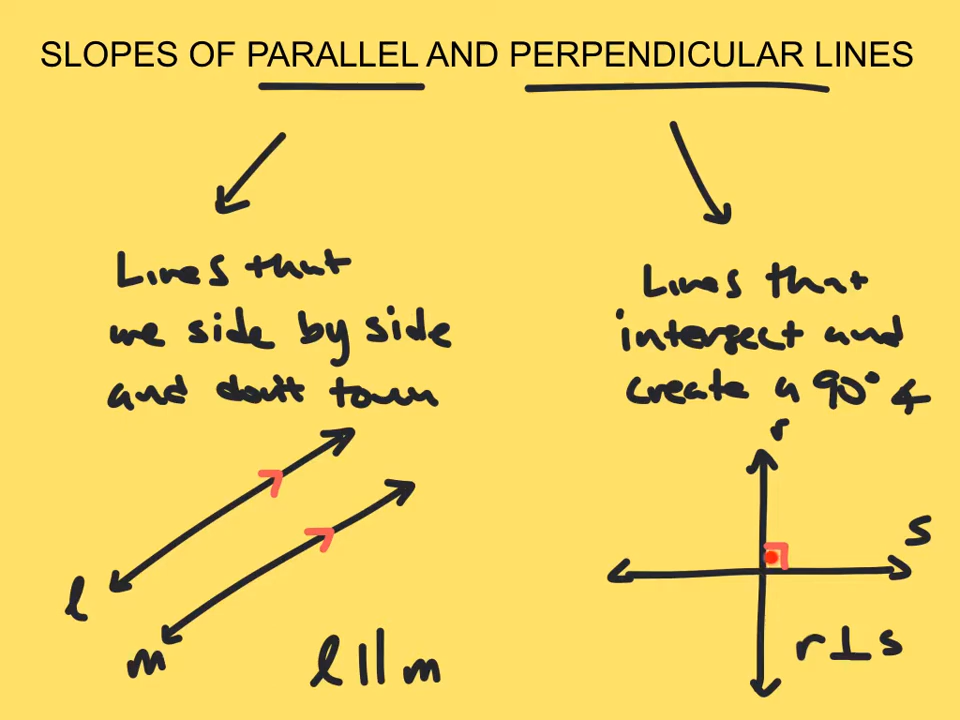 SLOPES OF PARALLEL AND PERPENDICULAR LINES
Lines that
are side by side
and don't touch
Lines that
intersect and
create a 90° ∡
r
s
l
m
l || m
r ⊥ s